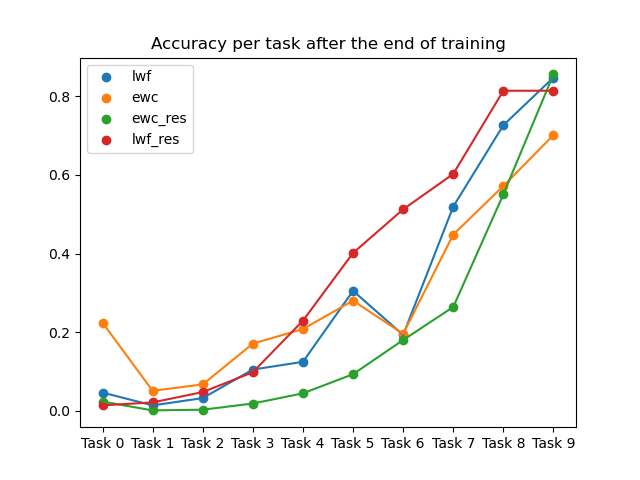 Accuracy per task after the end of training
lwf
ewc
ewc_res
lwf_res
0.8
0.6
0.4
0.2
0.0
Task 0 Task 1 Task 2 Task 3 Task 4 Task 5 Task 6 Task 7 Task 8 Task 9